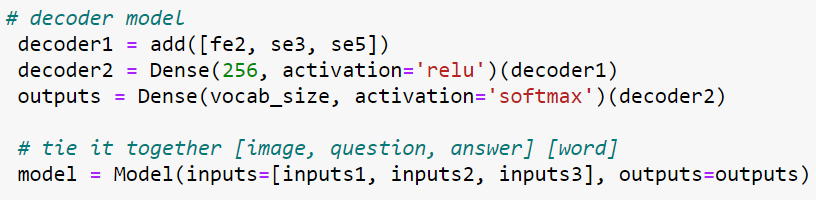 # decoder model
decoder1 = add([fe2, se3, se5])
decoder2 = Dense(256, activation='relu')(decoder1)
outputs = Dense(vocab_size, activation='softmax')(decoder2)
# tie it together [image, question, answer] [word]
model = Model(inputs=[inputs1, inputs2, inputs3], outputs=outputs)